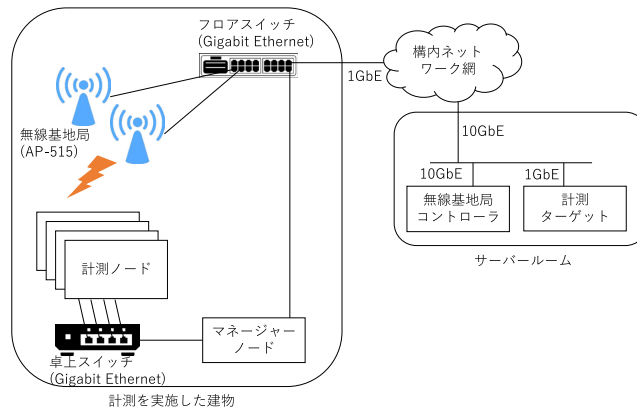 フロアスイッチ
(Gigabit Ethernet)
1GbE
構内ネット
ワーク網
無線基地局
(AP-515)
10GbE
10GbE
1GbE
無線基地局
コントローラ
計測
ターゲット
サーバールーム
計測ノード
マネージャー
ノード
卓上スイッチ
(Gigabit Ethernet)
計測を実施した建物